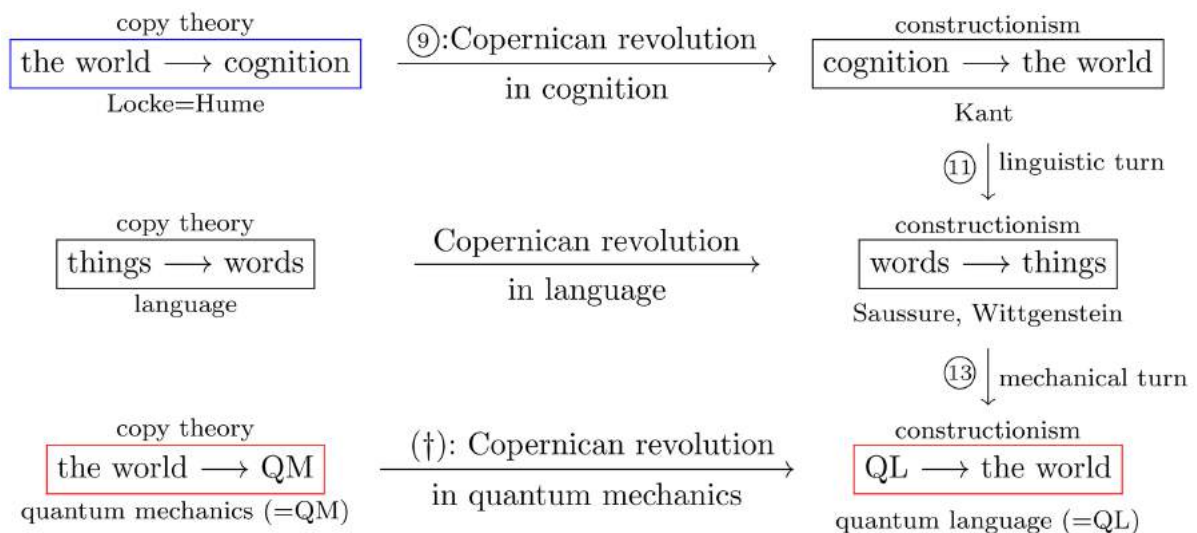 copy theory
the world ⟶ cognition
Locke=Hume
⑨:Copernican revolution
in cognition
constructionism
cognition ⟶ the world
Kant
⑪ linguistic turn
copy theory
things ⟶ words
language
Copernican revolution
in language
constructionism
words ⟶ things
Saussure, Wittgenstein
⑬ mechanical turn
copy theory
the world ⟶ QM
quantum mechanics (=QM)
(†): Copernican revolution
in quantum mechanics
constructionism
QL ⟶ the world
quantum language (=QL)